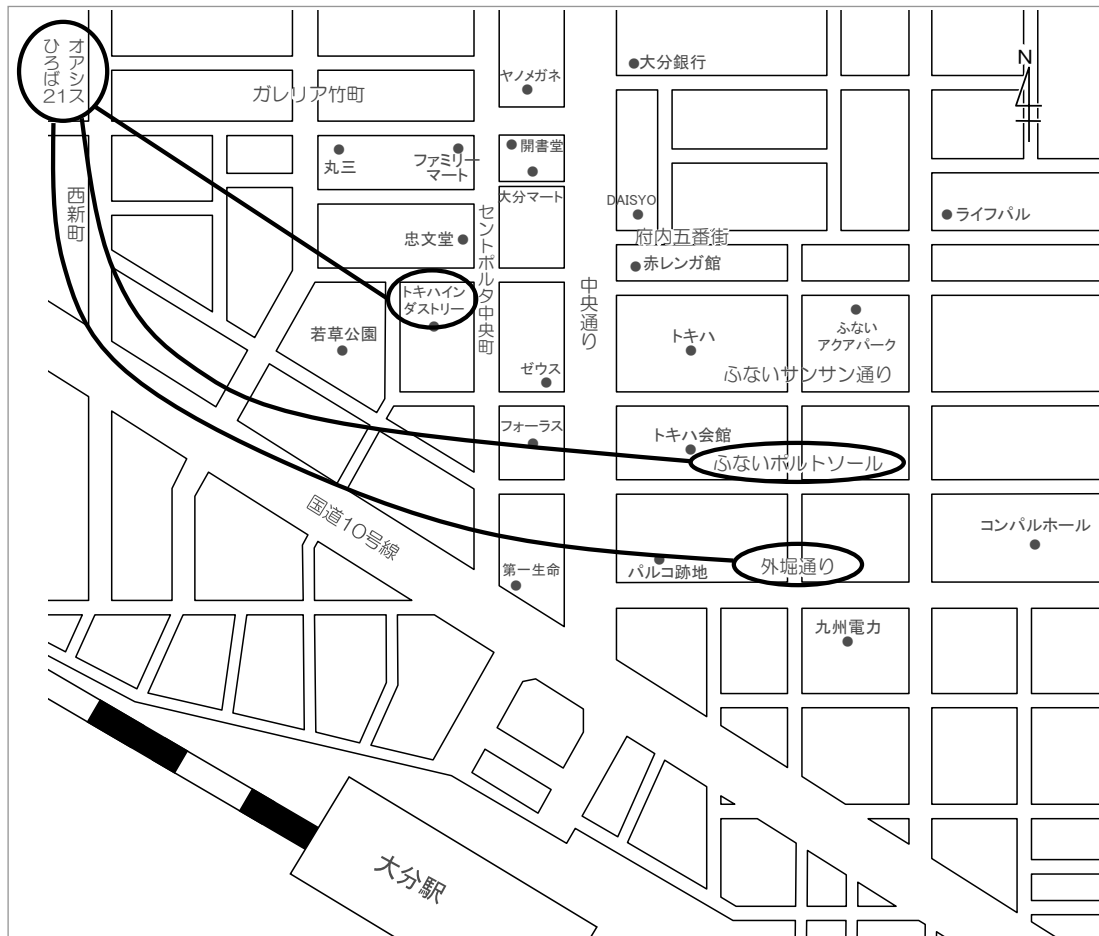 オアシス
ひろば21
ガレリア竹町
ヤノメガネ
大分銀行
N
丸三
ファミリー
マート
開書堂
大分マート
西新町
忠文堂
セントポルタ中央町
DAISYO
府内五番街
赤レンガ館
ライフパル
トキハイン
ダストリー
若草公園
中央通り
ゼウス
トキハ
ふない
アクアパーク
ふないサンサン通り
フォーラス
トキハ会館
ふないポルトソール
国道10号線
第一生命
パルコ跡地
外堀通り
コンパルホール
九州電力
大分駅